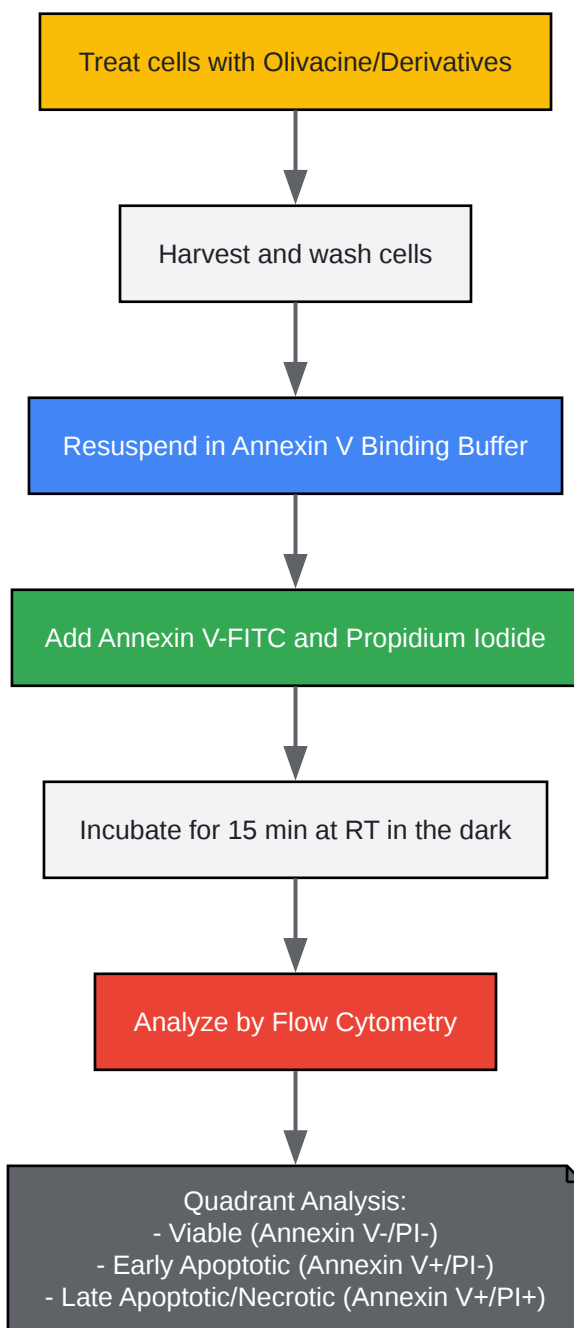 Treat cells with Olivacine/Derivatives
Harvest and wash cells
Resuspend in Annexin V Binding Buffer
Add Annexin V-FITC and Propidium Iodide
Incubate for 15 min at RT in the dark
Analyze by Flow Cytometry
Quadrant Analysis:
- Viable (Annexin V-/PI-)
- Early Apoptotic (Annexin V+/PI-)
- Late Apoptotic/Necrotic (Annexin V+/PI+)